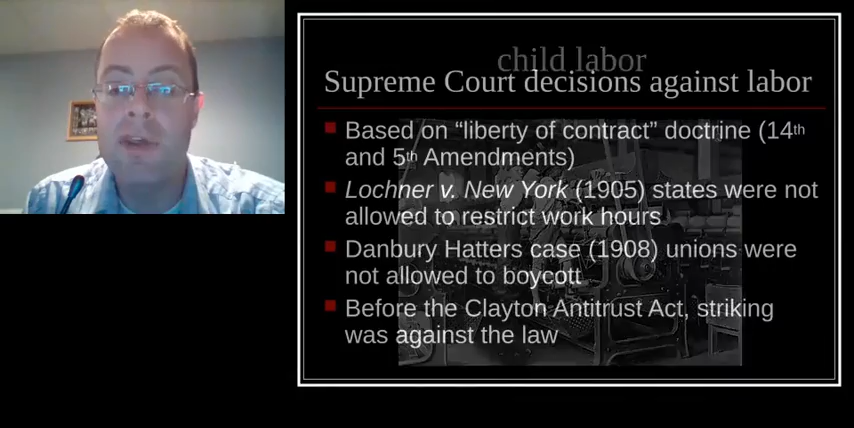 child labor
Supreme Court decisions against labor
Based on “liberty of contract” doctrine (14th
and 5th Amendments)
Lochner v. New York (1905) states were not
allowed to restrict work hours
Danbury Hatters case (1908) unions were
not allowed to boycott
Before the Clayton Antitrust Act, striking
was against the law